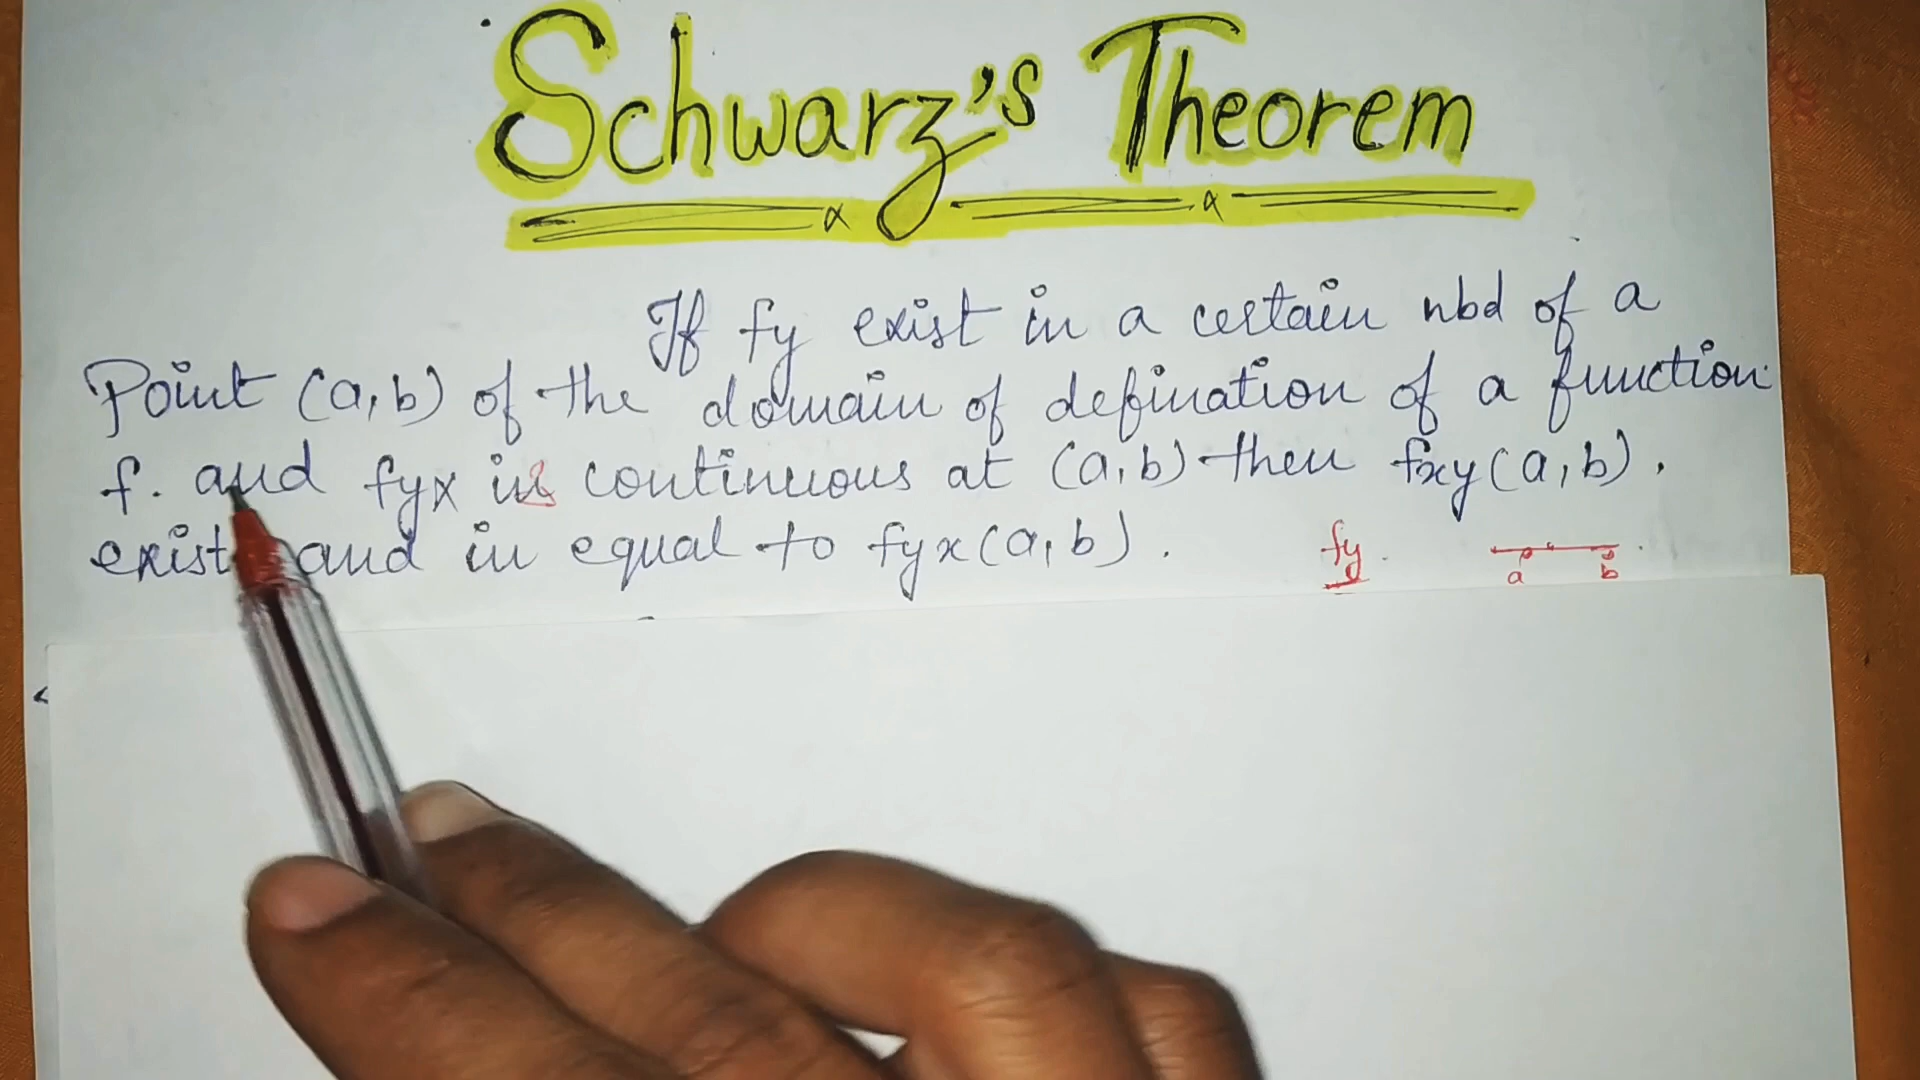 Schwarz's Theorem
If fy exist in a certain nbd of a
Point (a,b) of the domain of defination of a function
f. and fyx is continuous at (a,b) then fxy(a,b).
exist and in equal to fyx(a,b).
fy.
a b